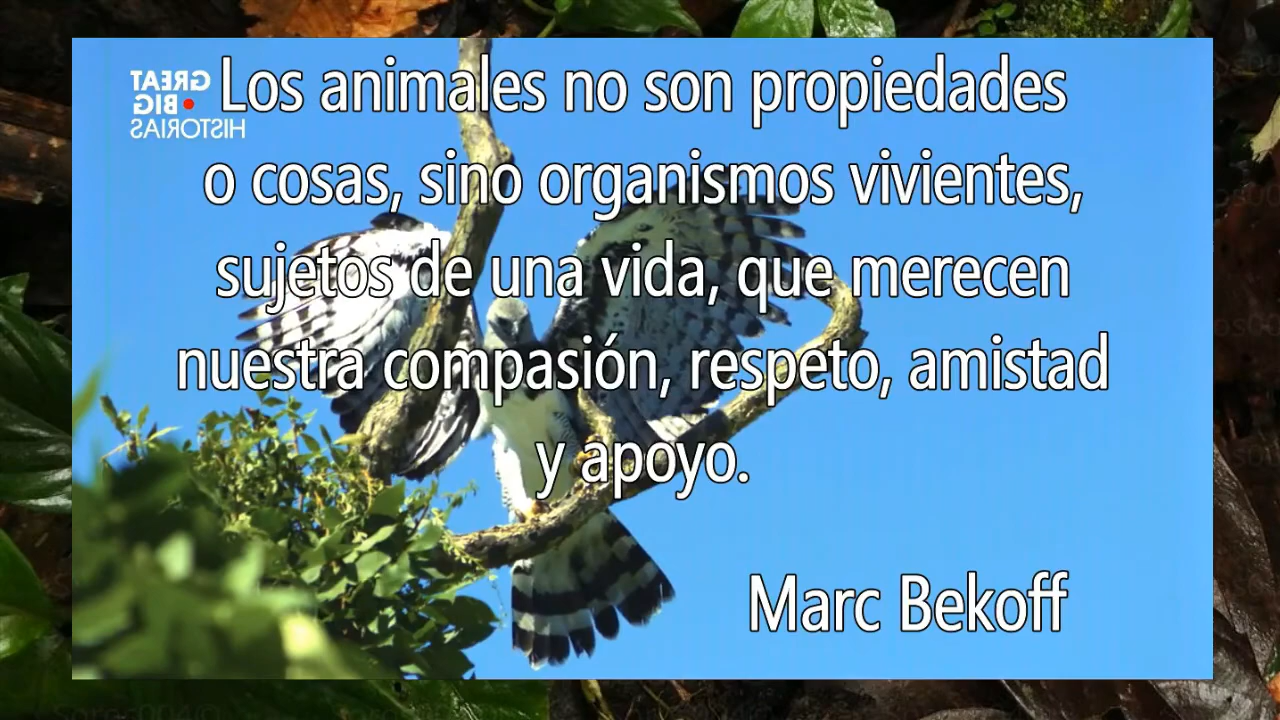 GREAT
BIG
HISTORIAS
Los animales no son propiedades
o cosas, sino organismos vivientes,
sujetos de una vida, que merecen
nuestra compasión, respeto, amistad
y apoyo.
Marc Bekoff